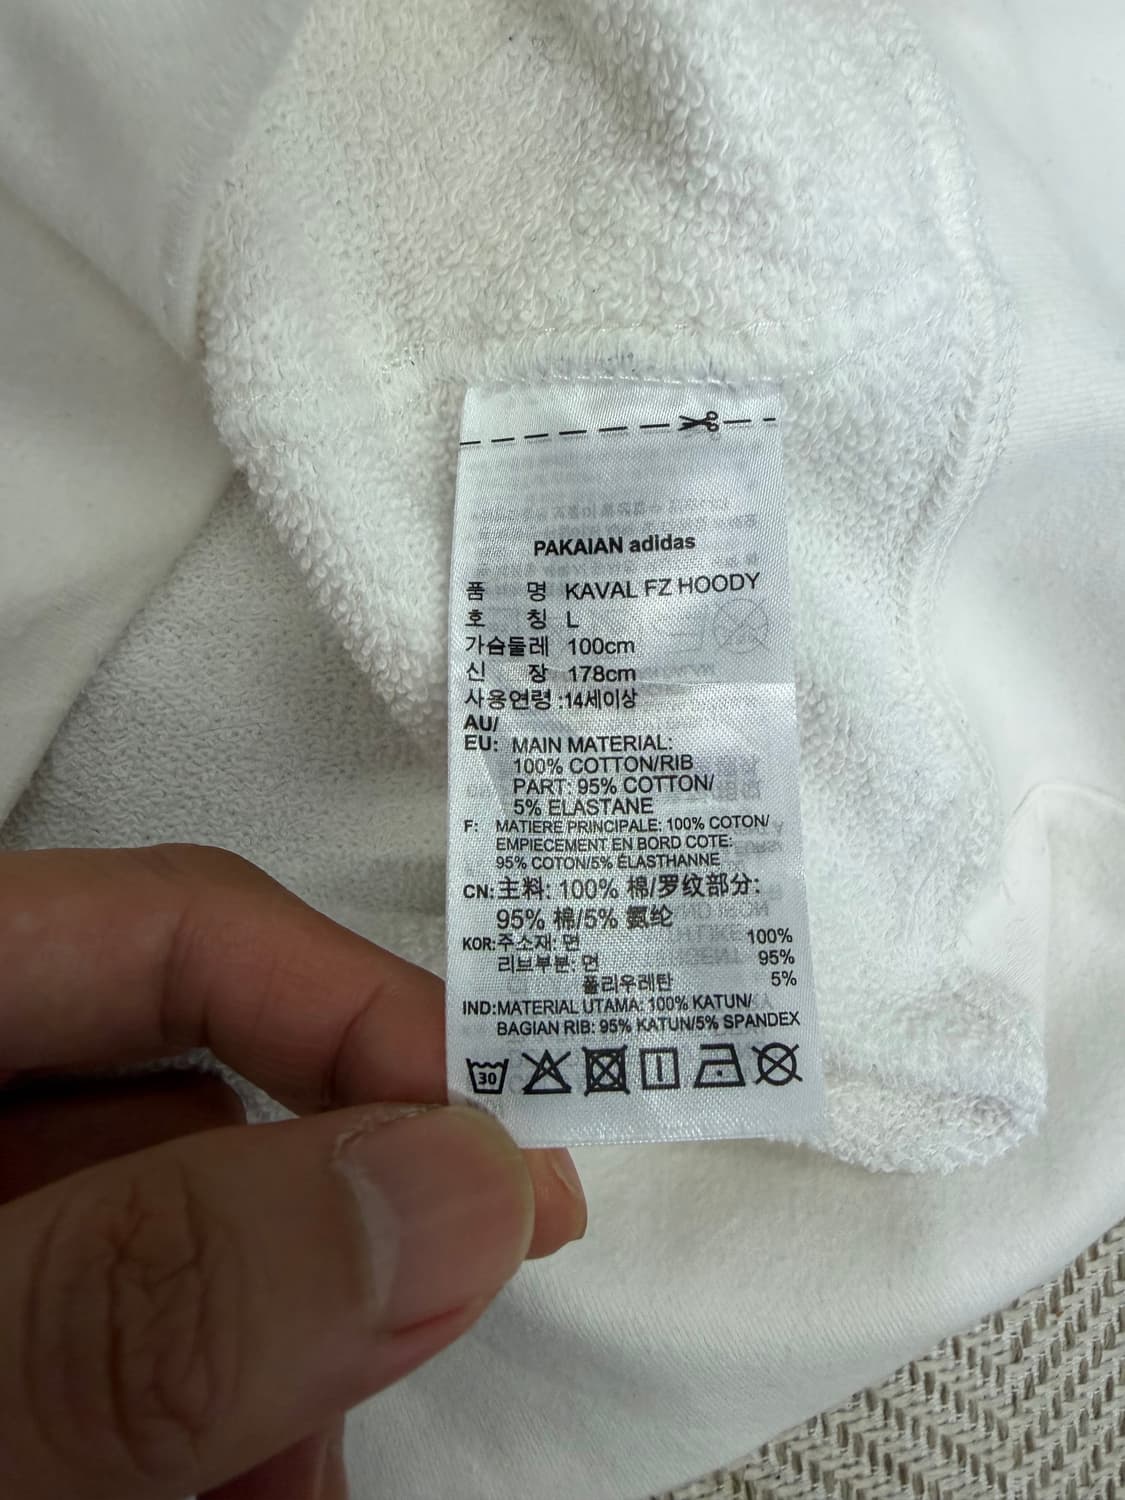 PAKAIAN adidas
품 명 KAVAL FZ HOODY
호 칭 L
가슴둘레 100cm
신 장 178cm
사용연령 :14세이상
AU/
EU: MAIN MATERIAL:
100% COTTON/RIB
PART: 95% COTTON/
5% ELASTANE
F: MATIERE PRINCIPALE: 100% COTON/
EMPIECEMENT EN BORD COTE:
95% COTON/5% ÉLASTHANNE
CN: 主料: 100% 棉/罗纹部分:
95% 棉/5% 氨纶
KOR: 주소재: 면 100%
리브부분: 면 95%
폴리우레탄 5%
IND: MATERIAL UTAMA: 100% KATUN/
BAGIAN RIB: 95% KATUN/5% SPANDEX
30